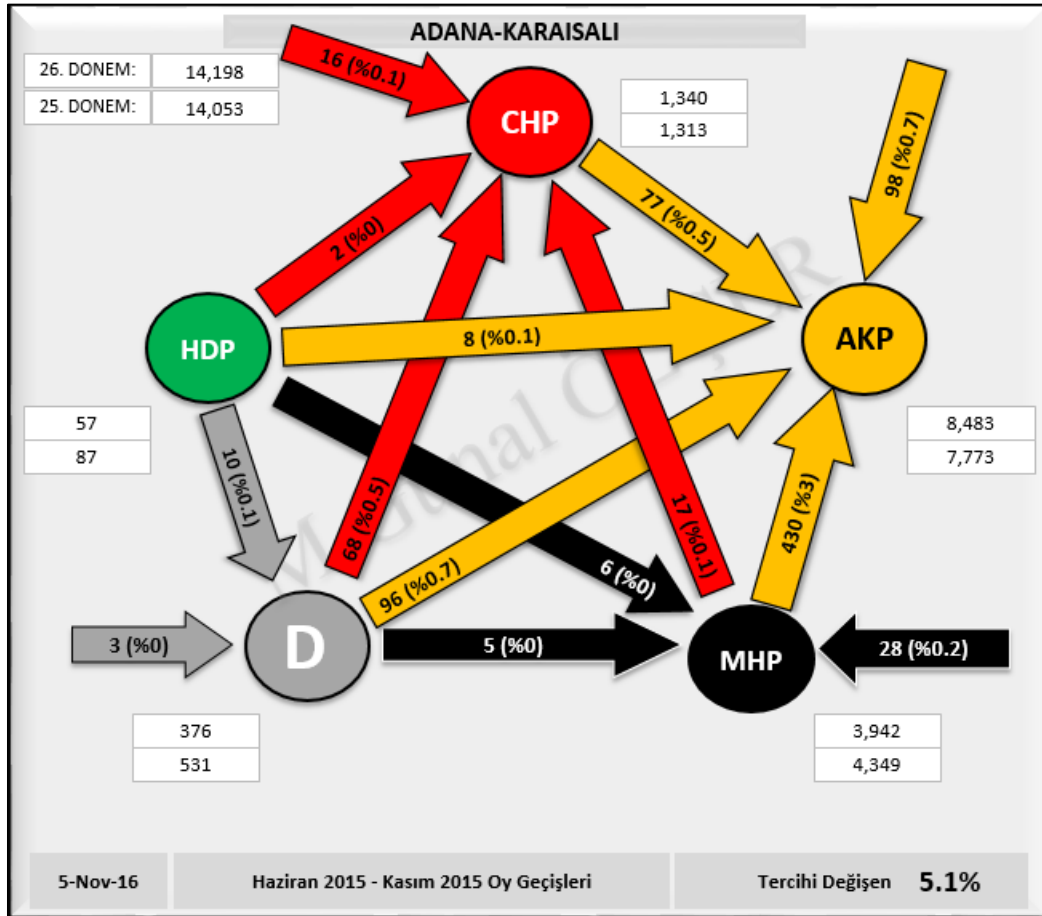 ADANA-KARAISALI
26. DONEM: 14,198
25. DONEM: 14,053
16 (%0.1)
CHP
1,340
1,313
98 (%0.7)
77 (%0.5)
2 (%0)
HDP
8 (%0.1)
AKP
57
87
8,483
7,773
10 (%0.1)
68 (%0.5)
96 (%0.7)
6 (%0)
17 (%0.1)
430 (%3)
3 (%0)
D
5 (%0)
MHP
28 (%0.2)
376
531
3,942
4,349
5-Nov-16 Haziran 2015 - Kasım 2015 Oy Geçişleri Tercihi Değişen 5.1%